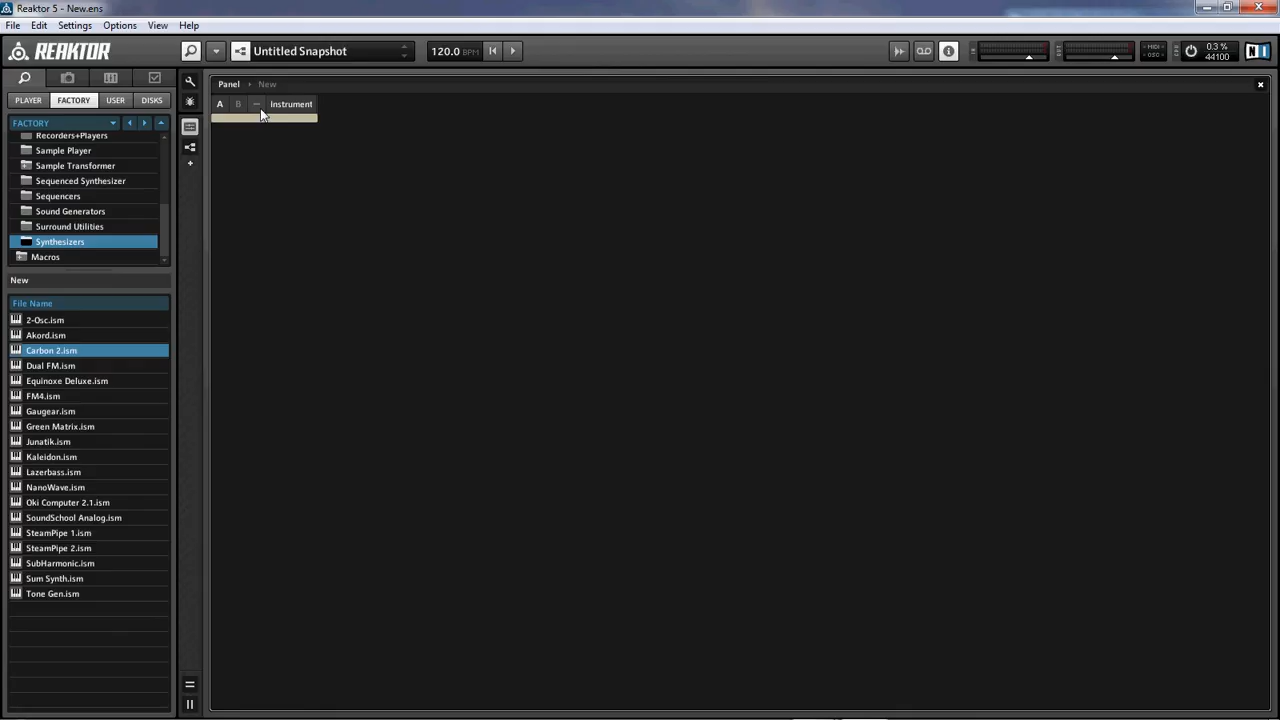 Reaktor 5 - New.ens
File Edit Settings Options View Help
REAKTOR
Untitled Snapshot
120.0 BPM
MIDI
OSC
0.3 %
44100
NI
PLAYER FACTORY USER DISKS
FACTORY
Recorders+Players
Sample Player
Sample Transformer
Sequenced Synthesizer
Sequencers
Sound Generators
Surround Utilities
Synthesizers
Macros
New
File Name
2-Osc.ism
Akord.ism
Carbon 2.ism
Dual FM.ism
Equinoxe Deluxe.ism
FM4.ism
Gaugear.ism
Green Matrix.ism
Junatik.ism
Kaleidon.ism
Lazerbass.ism
NanoWave.ism
Oki Computer 2.1.ism
SoundSchool Analog.ism
SteamPipe 1.ism
SteamPipe 2.ism
SubHarmonic.ism
Sum Synth.ism
Tone Gen.ism
Panel New
A B Instrument